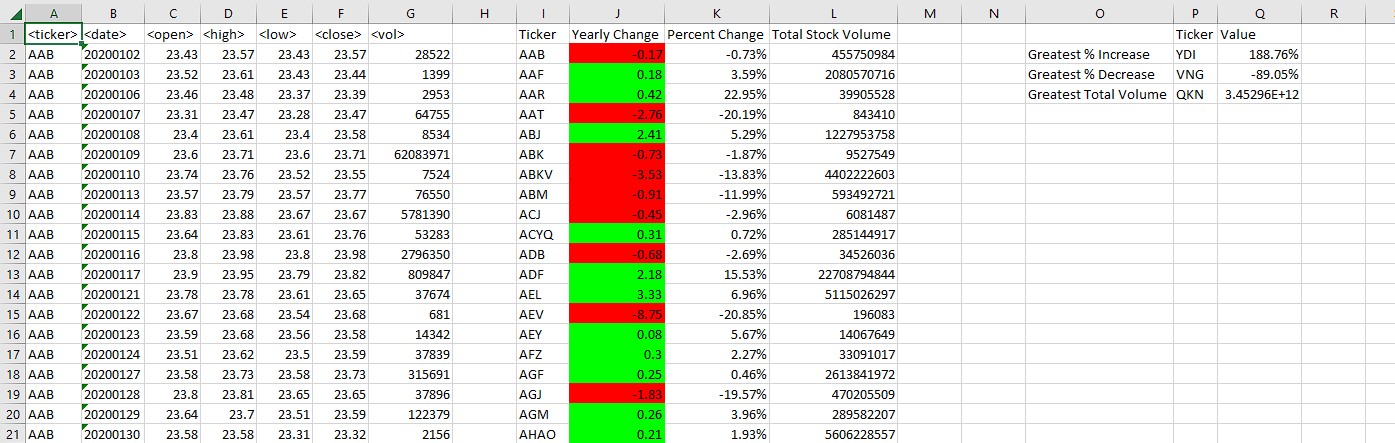 A B C D E F G H I J K L M N O P Q R
1 <ticker> <date> <open> <high> <low> <close> <vol> Ticker Yearly Change Percent Change Total Stock Volume Ticker Value
2 AAB 20200102 23.43 23.57 23.43 23.57 28522 AAB -0.17 -0.73% 455750984 Greatest % Increase YDI 188.76%
3 AAB 20200103 23.52 23.61 23.43 23.44 1399 AAF 0.18 3.59% 2080570716 Greatest % Decrease VNG -89.05%
4 AAB 20200106 23.46 23.48 23.37 23.39 2953 AAR 0.42 22.95% 39905528 Greatest Total Volume QKN 3.45296E+12
5 AAB 20200107 23.31 23.47 23.28 23.47 64755 AAT -2.76 -20.19% 843410
6 AAB 20200108 23.4 23.61 23.4 23.58 8534 ABJ 2.41 5.29% 1227953758
7 AAB 20200109 23.6 23.71 23.6 23.71 62083971 ABK -0.73 -1.87% 9527549
8 AAB 20200110 23.74 23.76 23.52 23.55 7524 ABKV -3.53 -13.83% 4402222603
9 AAB 20200113 23.57 23.79 23.57 23.77 76550 ABM -0.91 -11.99% 593492721
10 AAB 20200114 23.83 23.88 23.67 23.67 5781390 ACJ -0.45 -2.96% 6081487
11 AAB 20200115 23.64 23.83 23.61 23.76 53283 ACYQ 0.31 0.72% 285144917
12 AAB 20200116 23.8 23.98 23.8 23.98 2796350 ADB -0.68 -2.69% 34526036
13 AAB 20200117 23.9 23.95 23.79 23.82 809847 ADF 2.18 15.53% 22708794844
14 AAB 20200121 23.78 23.78 23.61 23.65 37674 AEL 3.33 6.96% 5115026297
15 AAB 20200122 23.67 23.68 23.54 23.68 681 AEV -8.75 -20.85% 196083
16 AAB 20200123 23.59 23.68 23.56 23.58 14342 AEY 0.08 5.67% 14067649
17 AAB 20200124 23.51 23.62 23.5 23.59 37839 AFZ 0.3 2.27% 33091017
18 AAB 20200127 23.58 23.73 23.58 23.73 315691 AGF 0.25 0.46% 2613841972
19 AAB 20200128 23.8 23.81 23.65 23.65 37896 AGJ -1.83 -19.57% 470205509
20 AAB 20200129 23.64 23.7 23.51 23.59 122379 AGM 0.26 3.96% 289582207
21 AAB 20200130 23.58 23.58 23.31 23.32 2156 AHAO 0.21 1.93% 5606228557